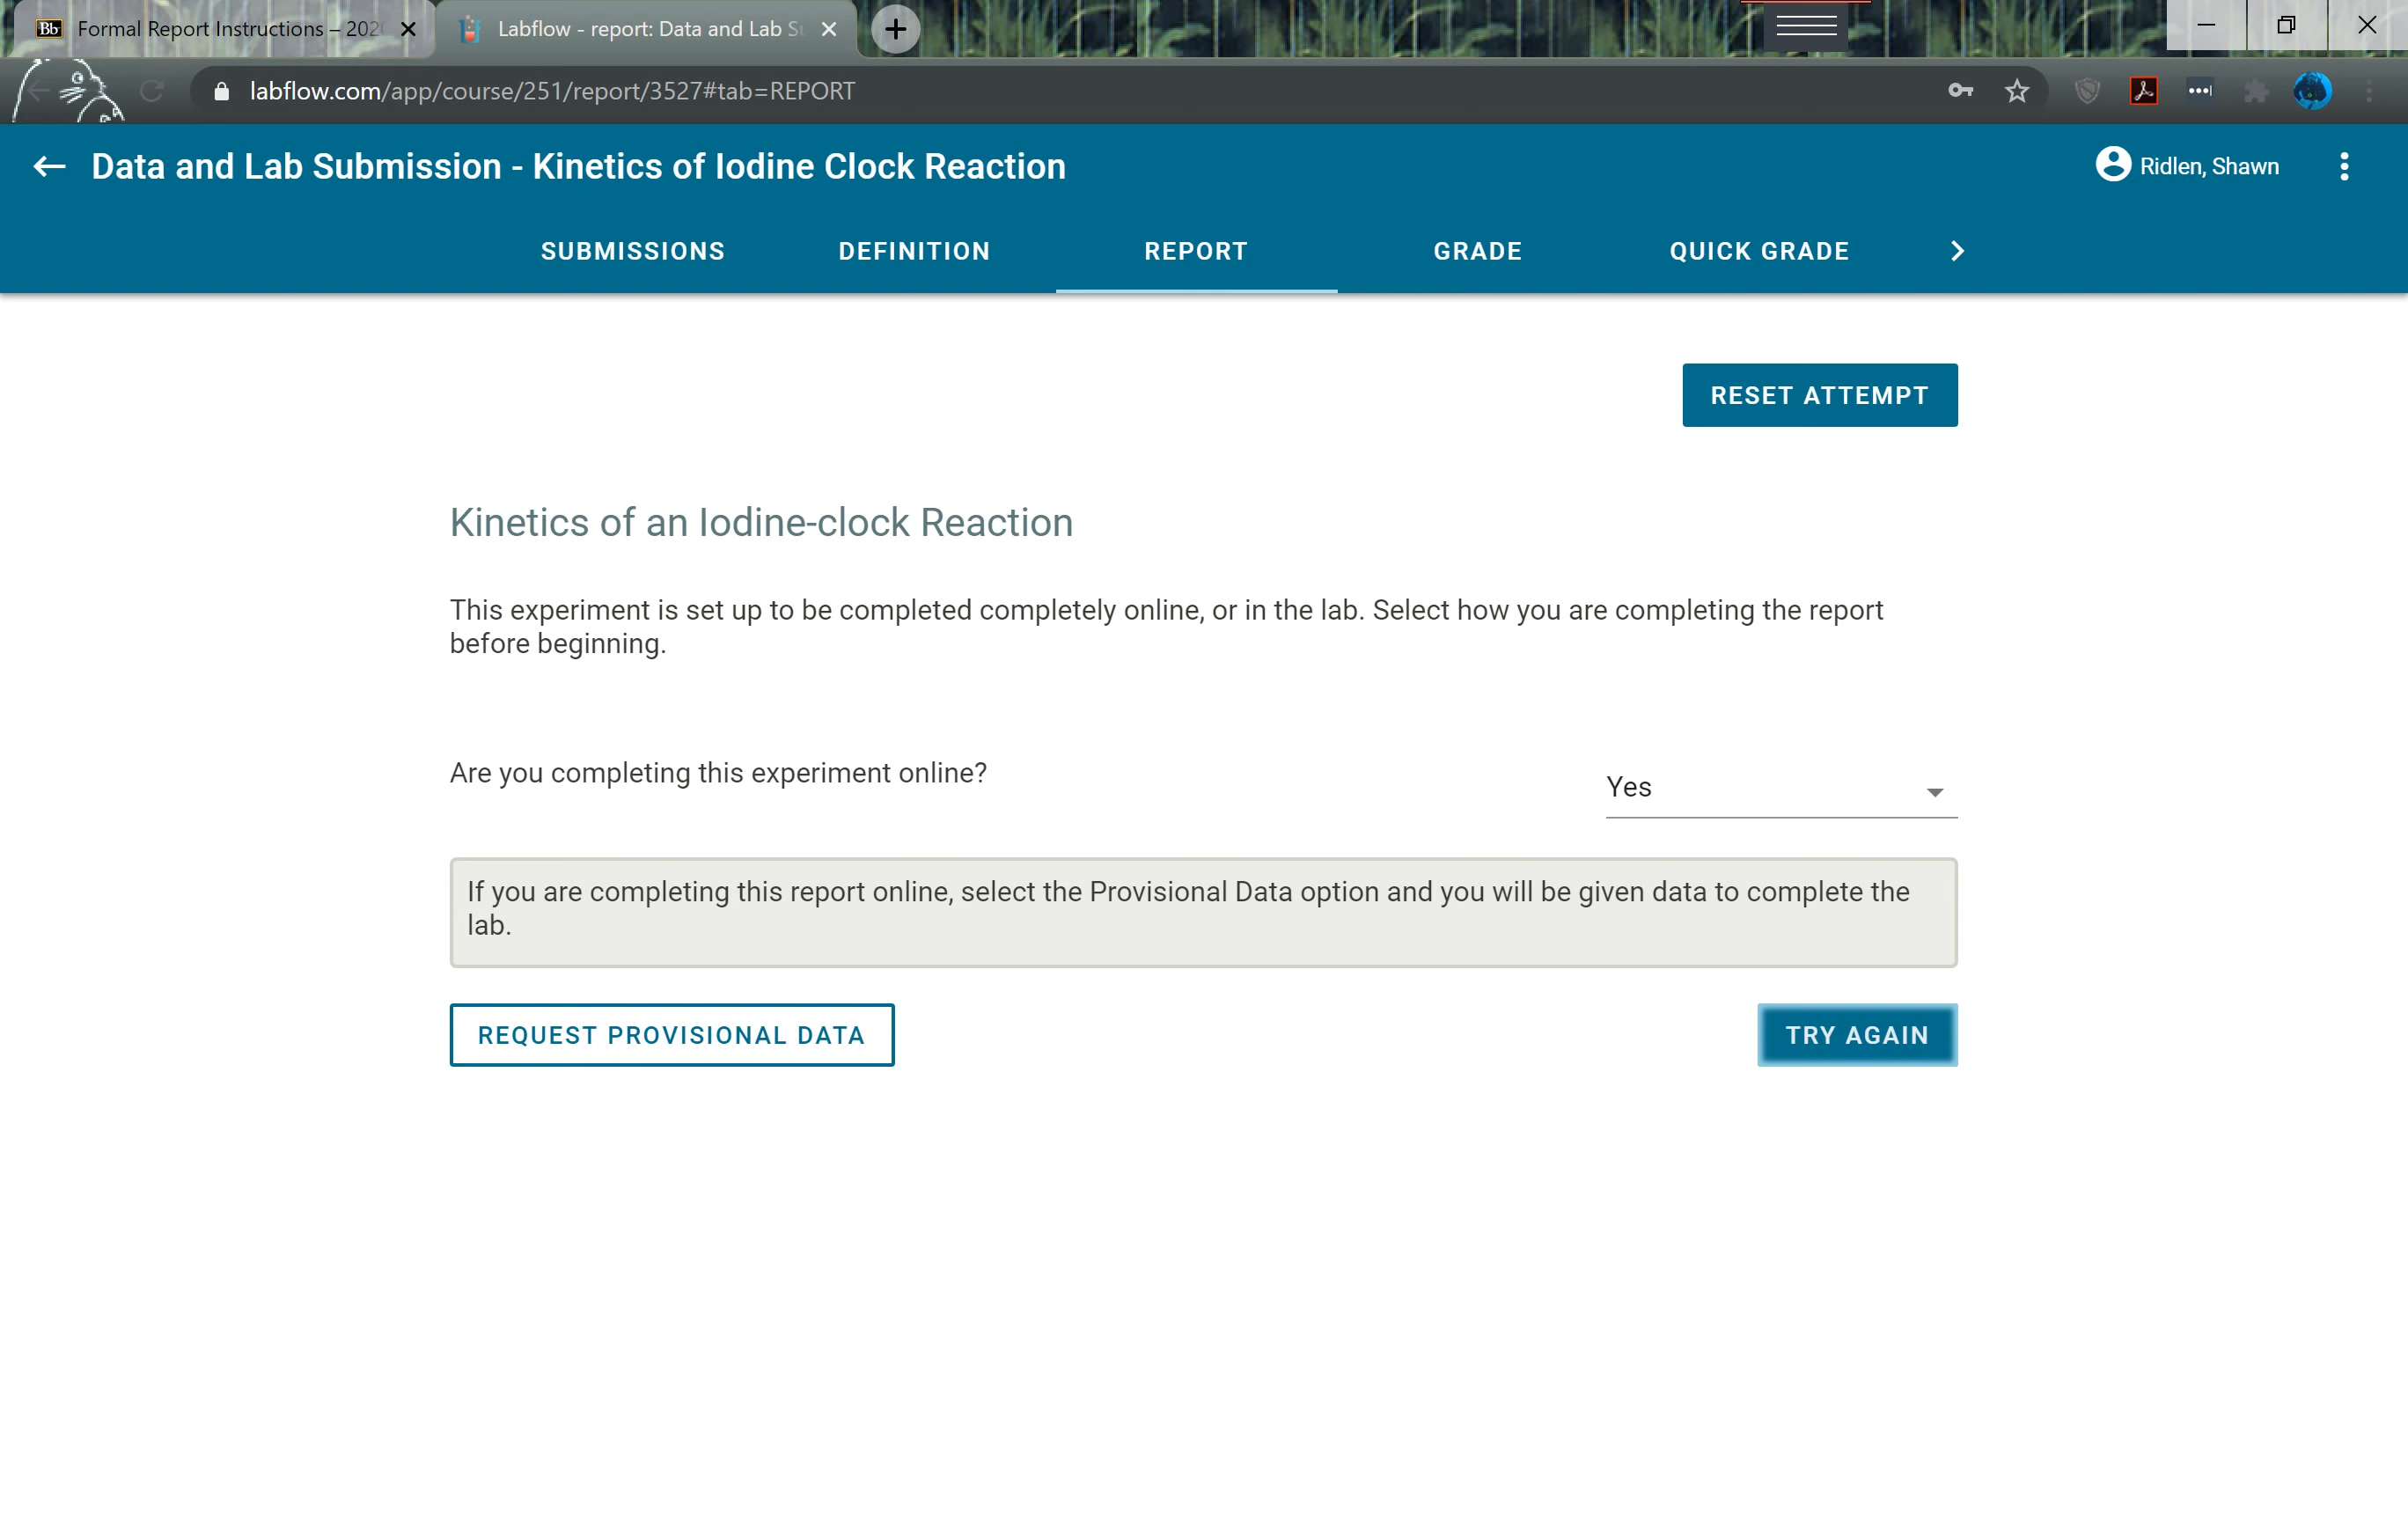 Bb Formal Report Instructions – 202
Labflow - report: Data and Lab Su
labflow.com/app/course/251/report/3527#tab=REPORT
Data and Lab Submission - Kinetics of Iodine Clock Reaction
Ridlen, Shawn
SUBMISSIONS DEFINITION REPORT GRADE QUICK GRADE
RESET ATTEMPT
Kinetics of an Iodine-clock Reaction
This experiment is set up to be completed completely online, or in the lab. Select how you are completing the report
before beginning.
Are you completing this experiment online?
Yes
If you are completing this report online, select the Provisional Data option and you will be given data to complete the
lab.
REQUEST PROVISIONAL DATA TRY AGAIN